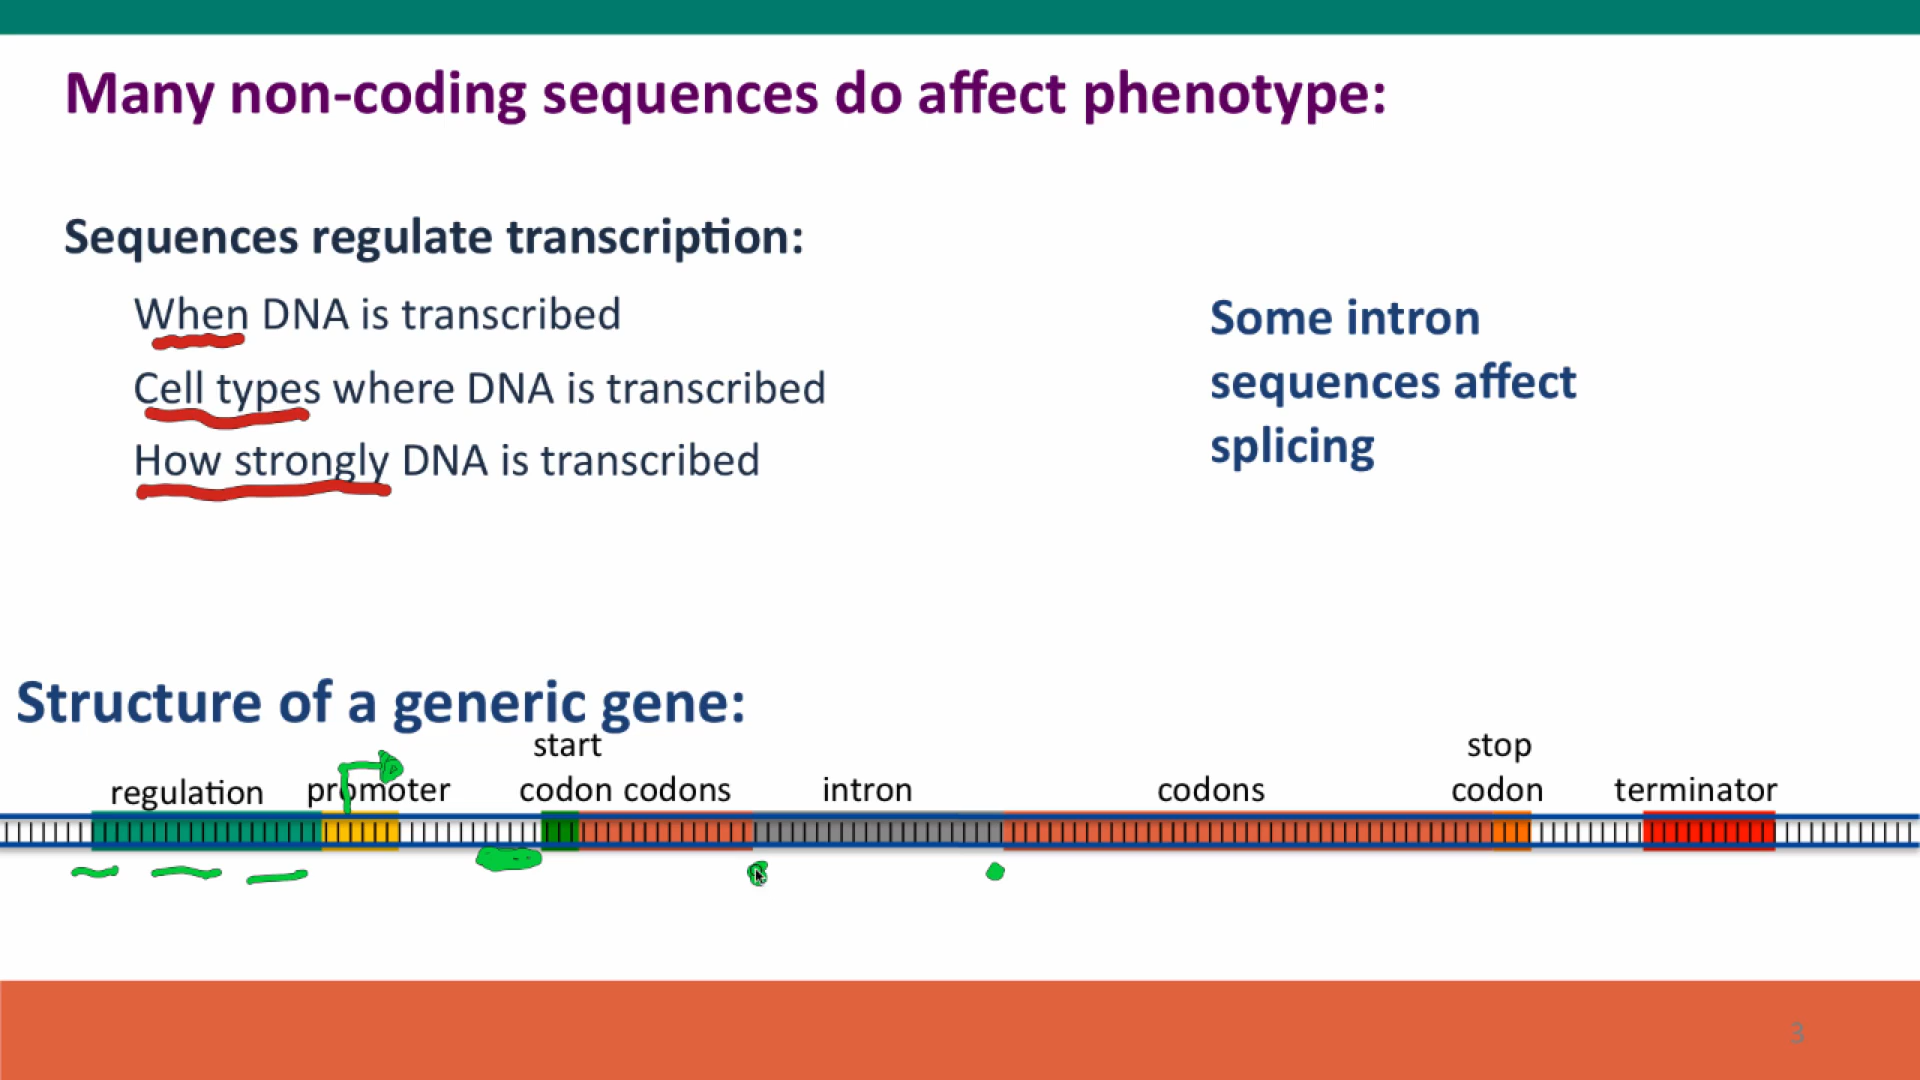 Many non-coding sequences do affect phenotype:
Sequences regulate transcription:
When DNA is transcribed
Cell types where DNA is transcribed
How strongly DNA is transcribed
Some intron
sequences affect
splicing
Structure of a generic gene:
regulation
promoter
start
codon
codons
intron
codons
stop
codon
terminator
3